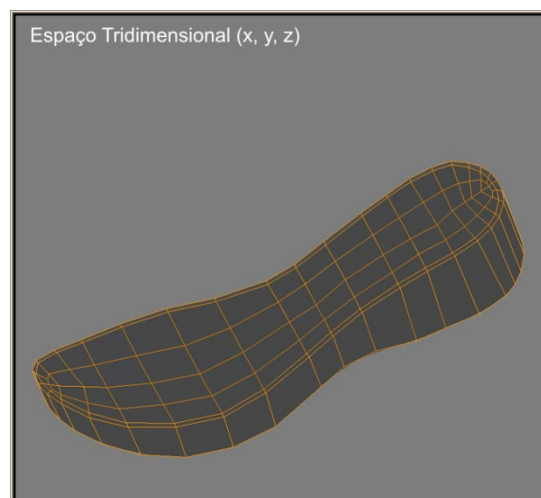 Espaço Tridimensional (x, y, z)